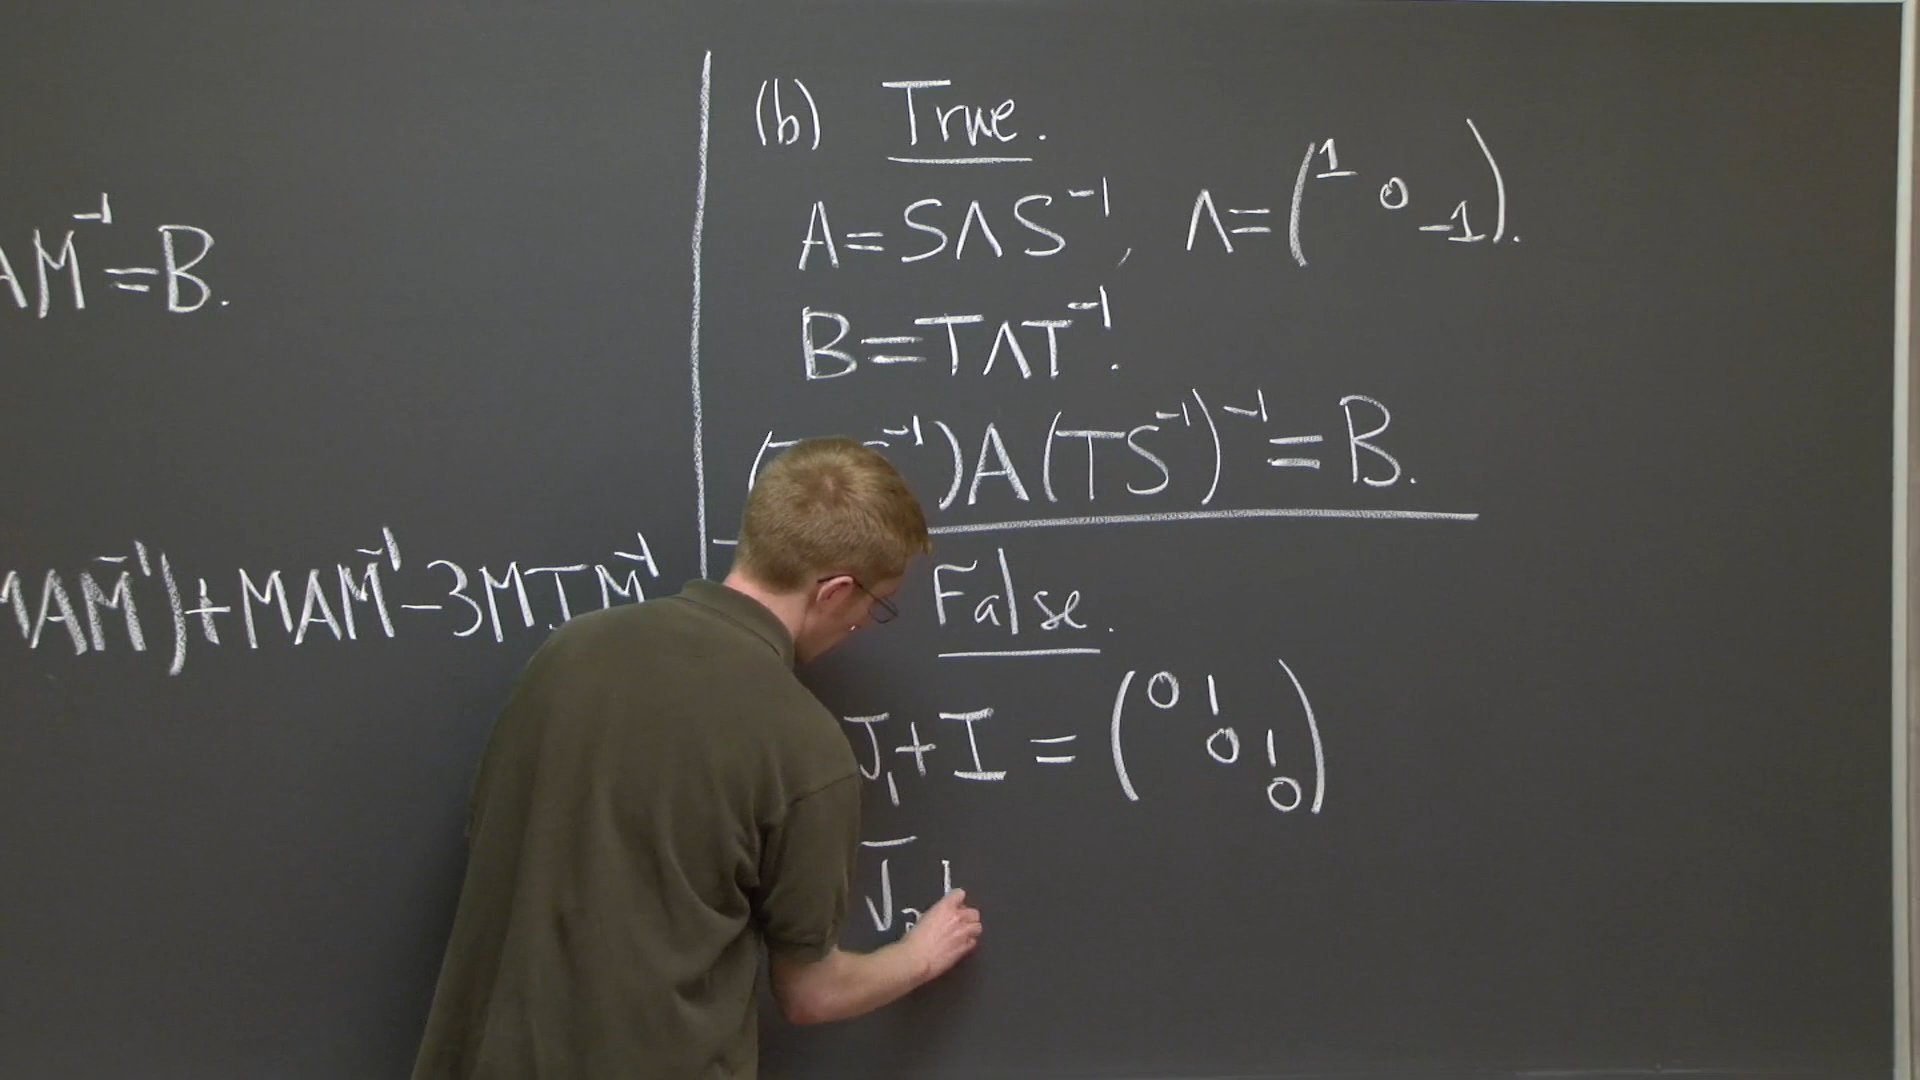 AM⁻¹=B.
MAM⁻¹)+MAM⁻¹-3MIM⁻¹
(b) True.
A=SΛS⁻¹, Λ=(1 0 -1).
B=TΛT⁻¹.
⁻¹)A(TS⁻¹)⁻¹=B.
False.
J₁+I=(0 1
0 1
0)
J₂